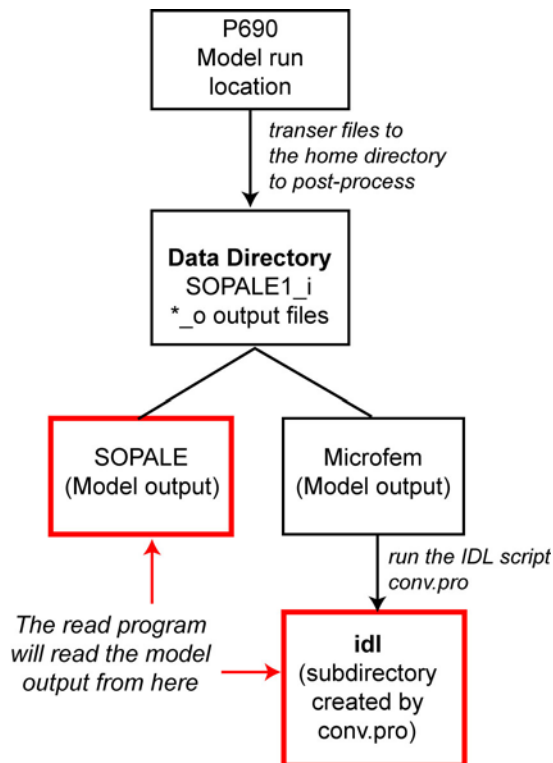 P690
Model run
location
transer files to
the home directory
to post-process
Data Directory
SOPALE1_i
*_o output files
SOPALE
(Model output)
Microfem
(Model output)
run the IDL script
conv.pro
The read program
will read the model
output from here
idl
(subdirectory
created by
conv.pro)